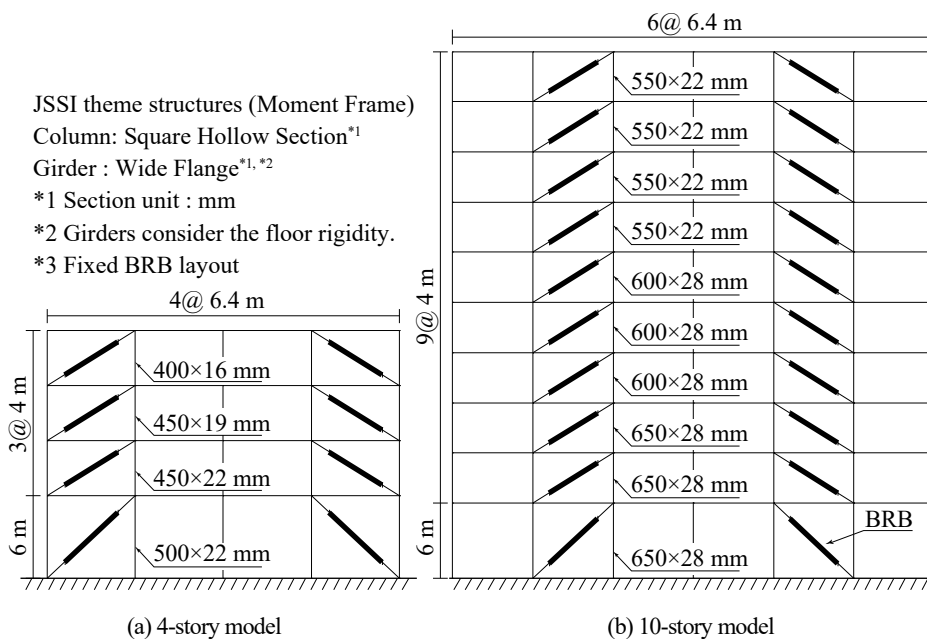 JSSI theme structures (Moment Frame)
Column: Square Hollow Section*1
Girder : Wide Flange*1, *2
*1 Section unit : mm
*2 Girders consider the floor rigidity.
*3 Fixed BRB layout
4@ 6.4 m
3@ 4 m
6 m
400×16 mm
450×19 mm
450×22 mm
500×22 mm
(a) 4-story model
6@ 6.4 m
9@ 4 m
6 m
550×22 mm
550×22 mm
550×22 mm
550×22 mm
600×28 mm
600×28 mm
600×28 mm
650×28 mm
650×28 mm
650×28 mm
BRB
(b) 10-story model